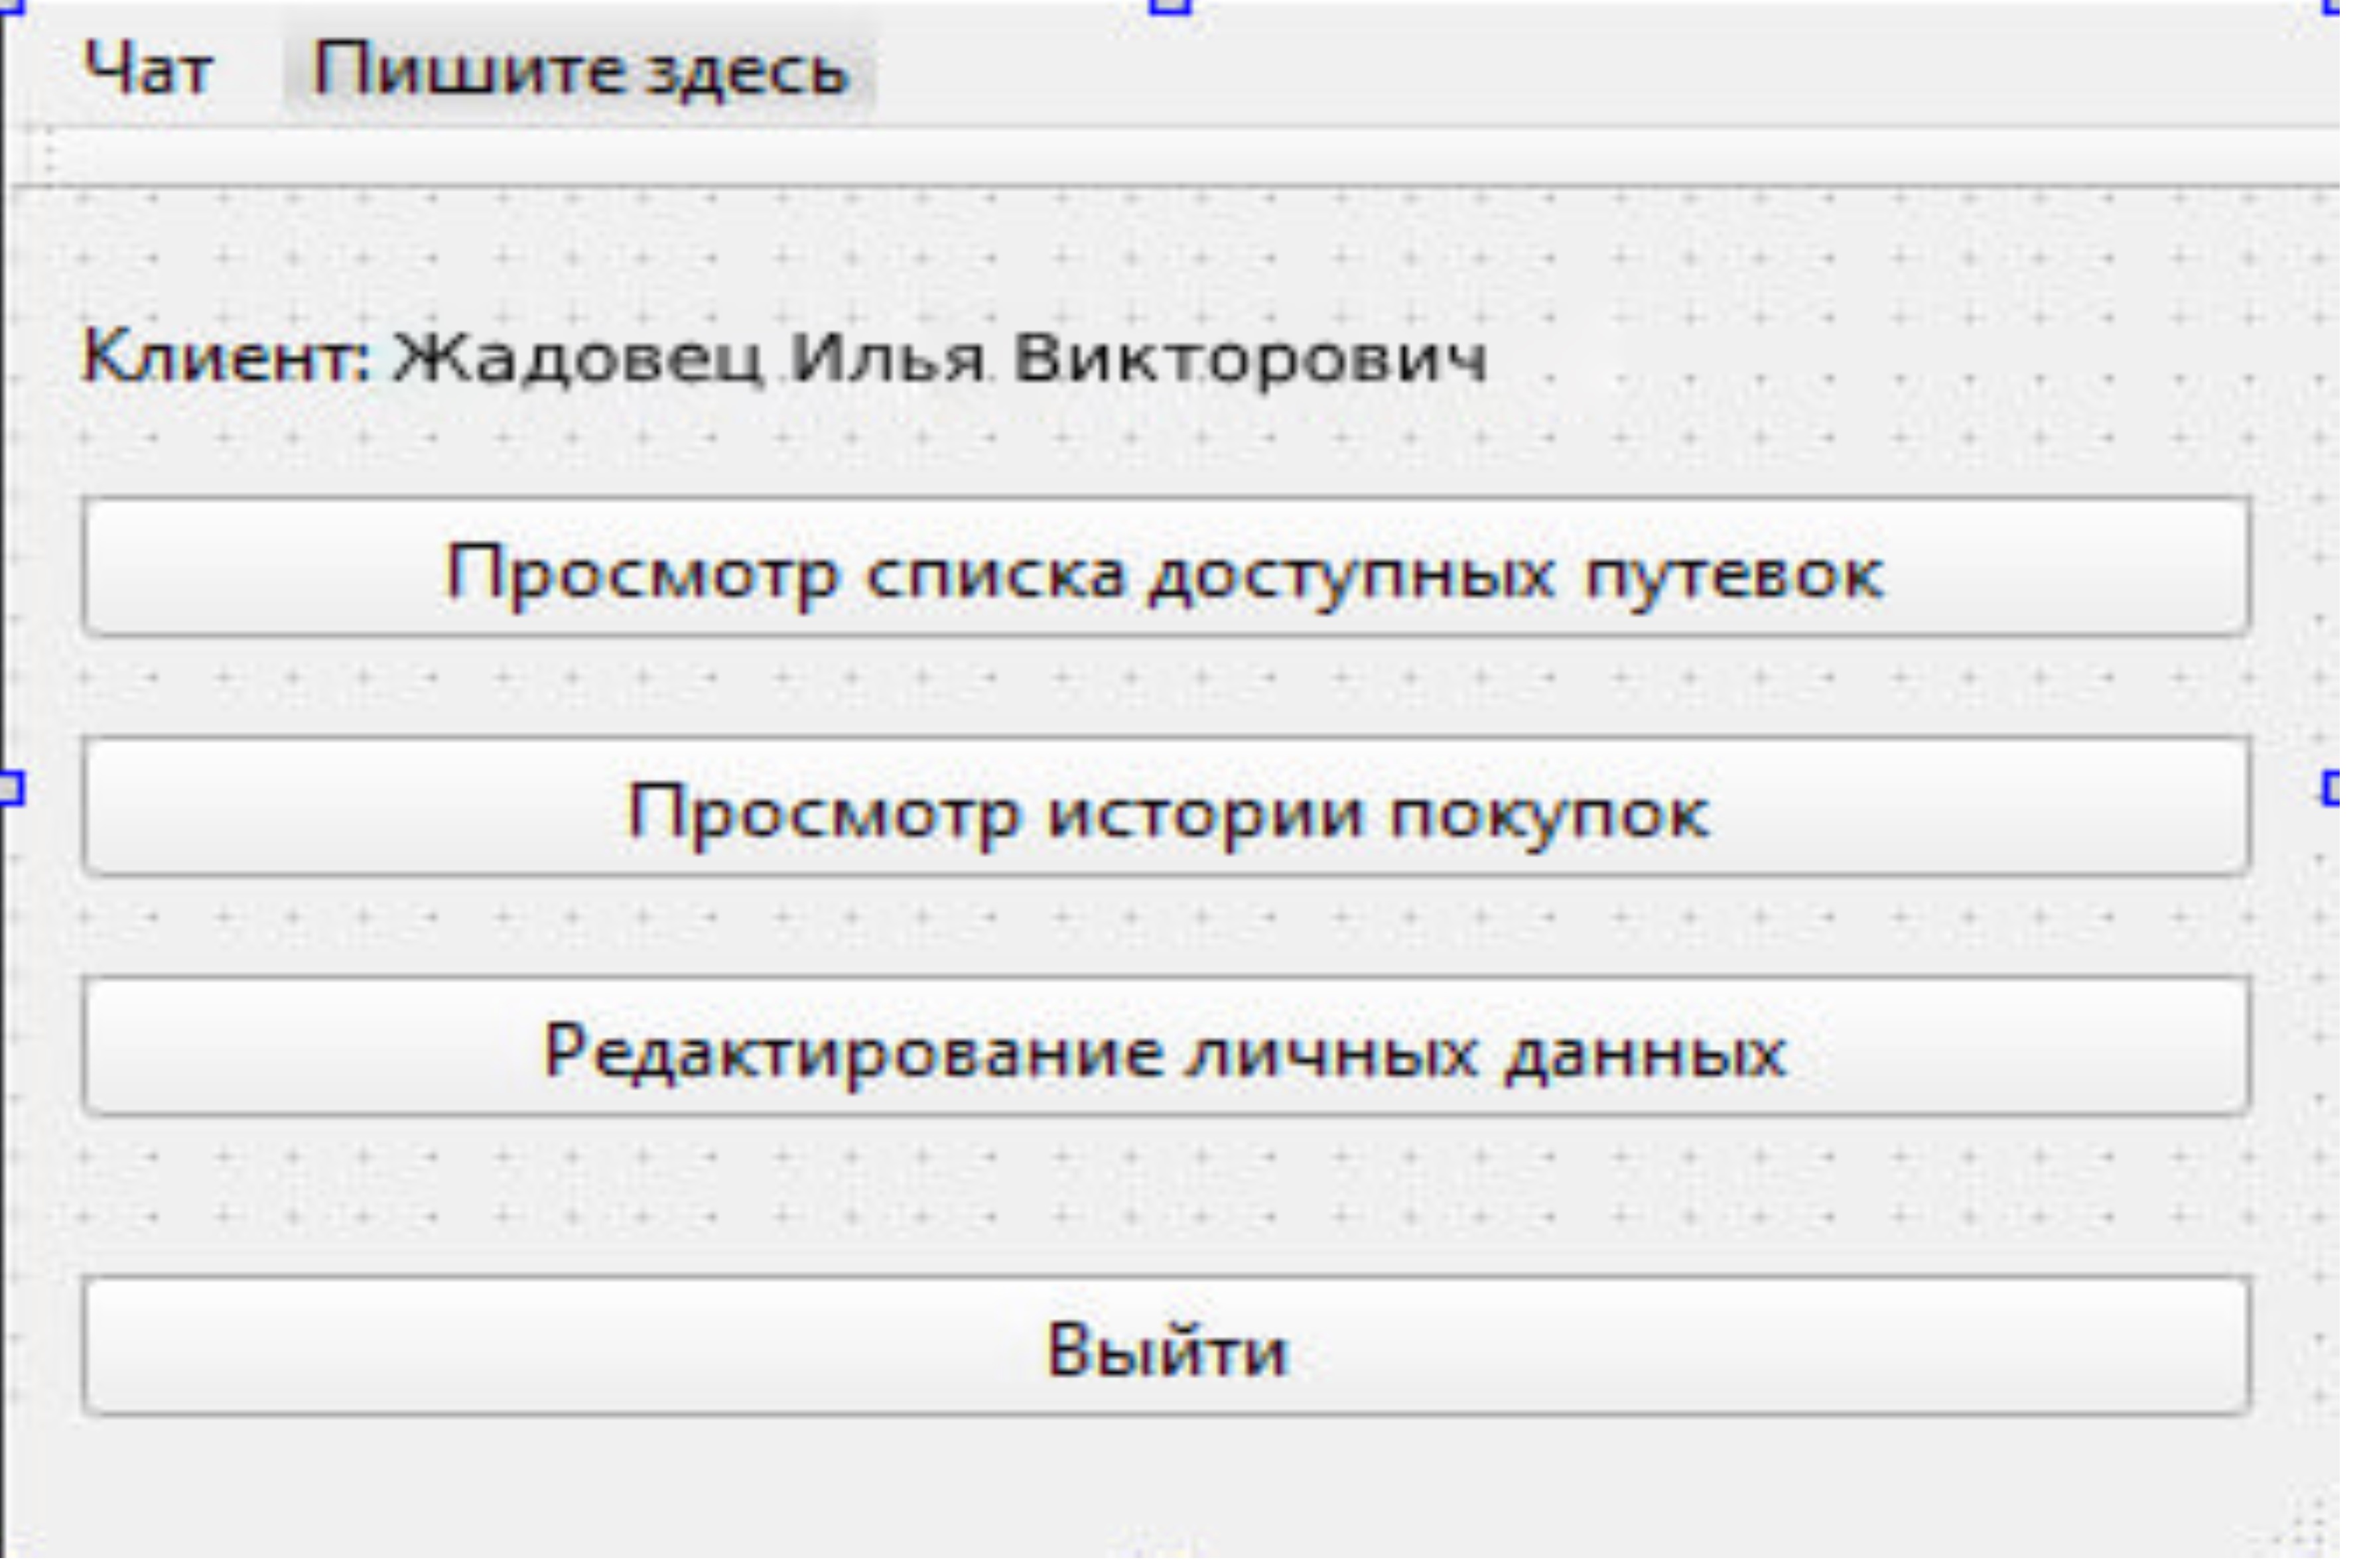 Чат Пишите здесь
Клиент: Жадовец Илья Викторович
Просмотр списка доступных путевок
Просмотр истории покупок
Редактирование личных данных
Выйти